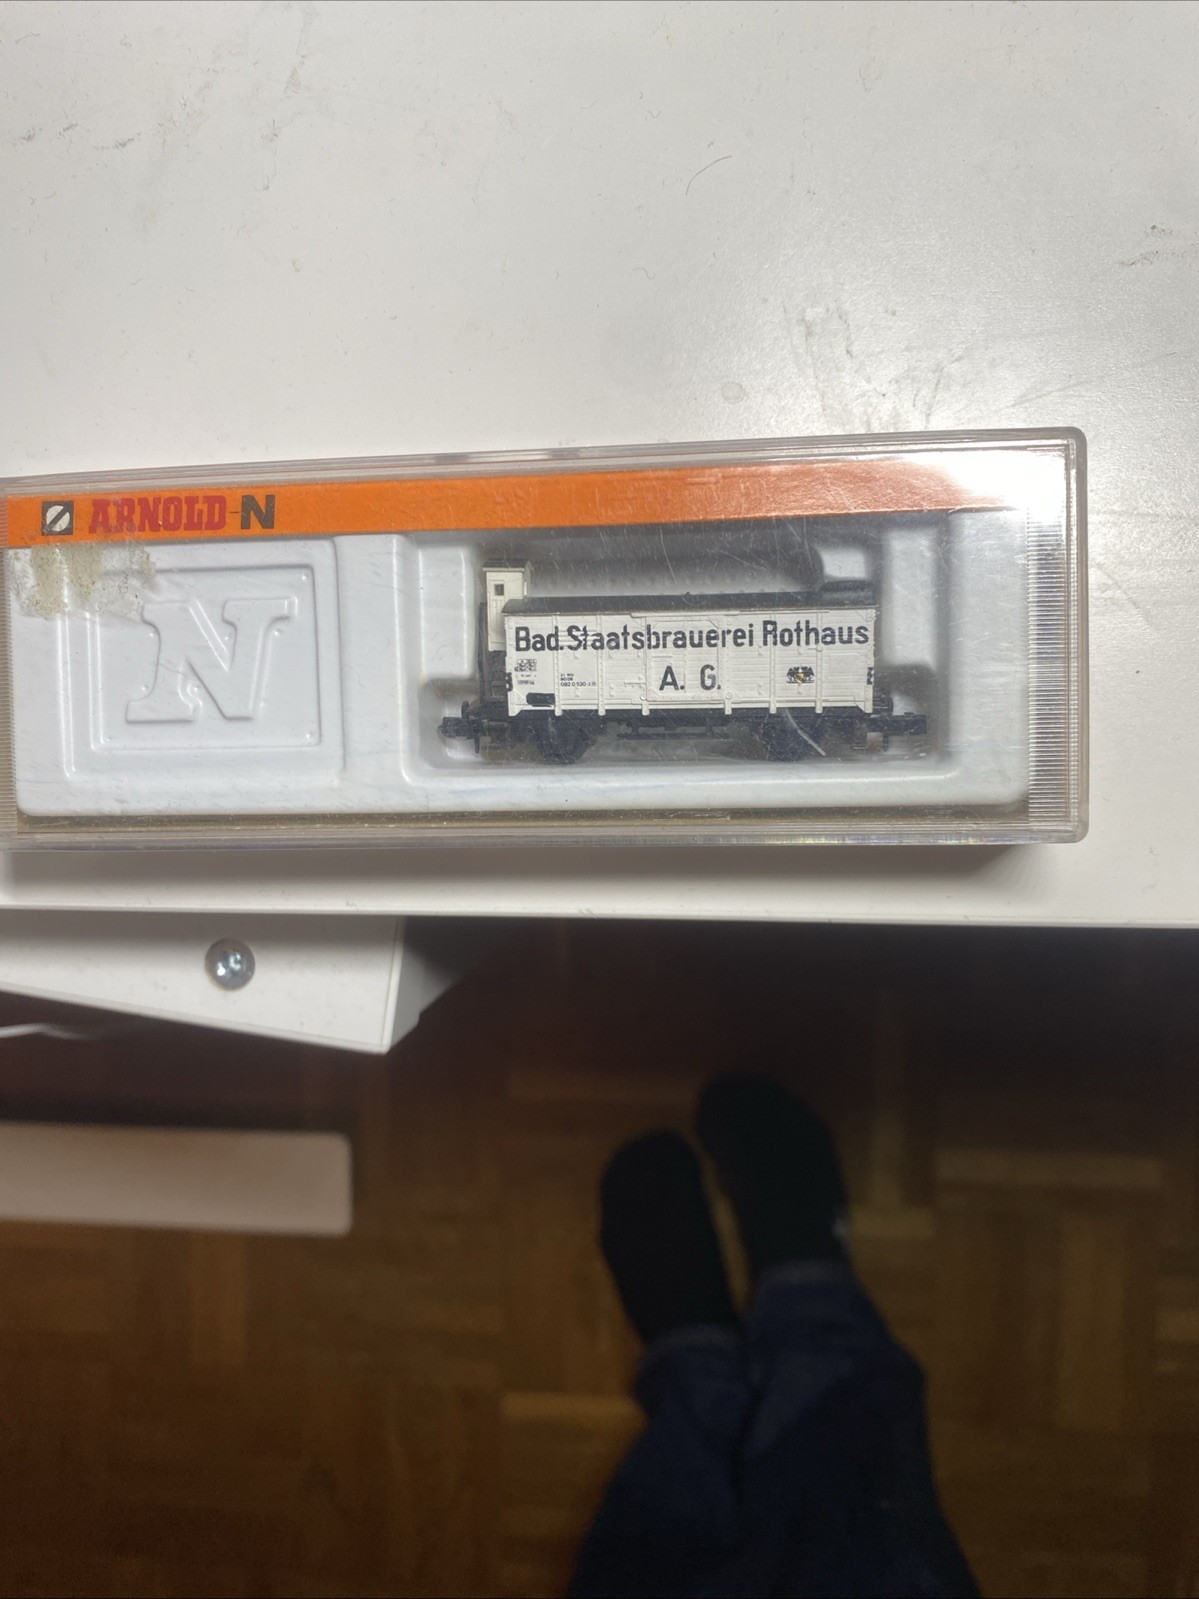 ARNOLD-N
N
Bad. Staatsbrauerei Rothaus
A. G.